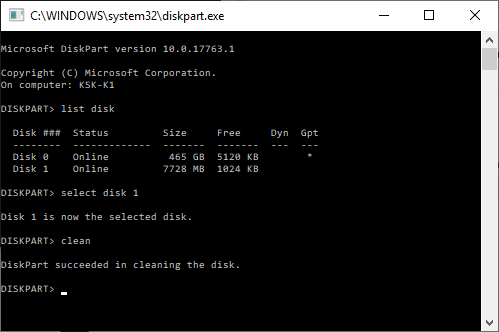 C:\WINDOWS\system32\diskpart.exe
Microsoft DiskPart version 10.0.17763.1
Copyright (C) Microsoft Corporation.
On computer: KSK-K1
DISKPART> list disk
  Disk ###  Status         Size     Free     Dyn  Gpt
  --------  -------------  -------  -------  ---  ---
  Disk 0    Online          465 GB  5120 KB        *
  Disk 1    Online         7728 MB  1024 KB
DISKPART> select disk 1
Disk 1 is now the selected disk.
DISKPART> clean
DiskPart succeeded in cleaning the disk.
DISKPART>